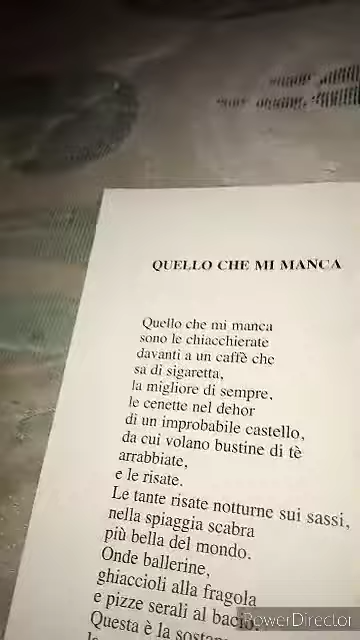 QUELLO CHE MI MANCA
Quello che mi manca
sono le chiacchierate
davanti a un caffè che
sa di sigaretta,
la migliore di sempre,
le cenette nel dehor
di un improbabile castello,
da cui volano bustine di tè
arrabbiate,
e le risate.
Le tante risate notturne sui sassi,
nella spiaggia scabra
più bella del mondo.
Onde ballerine,
ghiaccioli alla fragola
e pizze serali al bacio.
Questa è la
PowerDirector